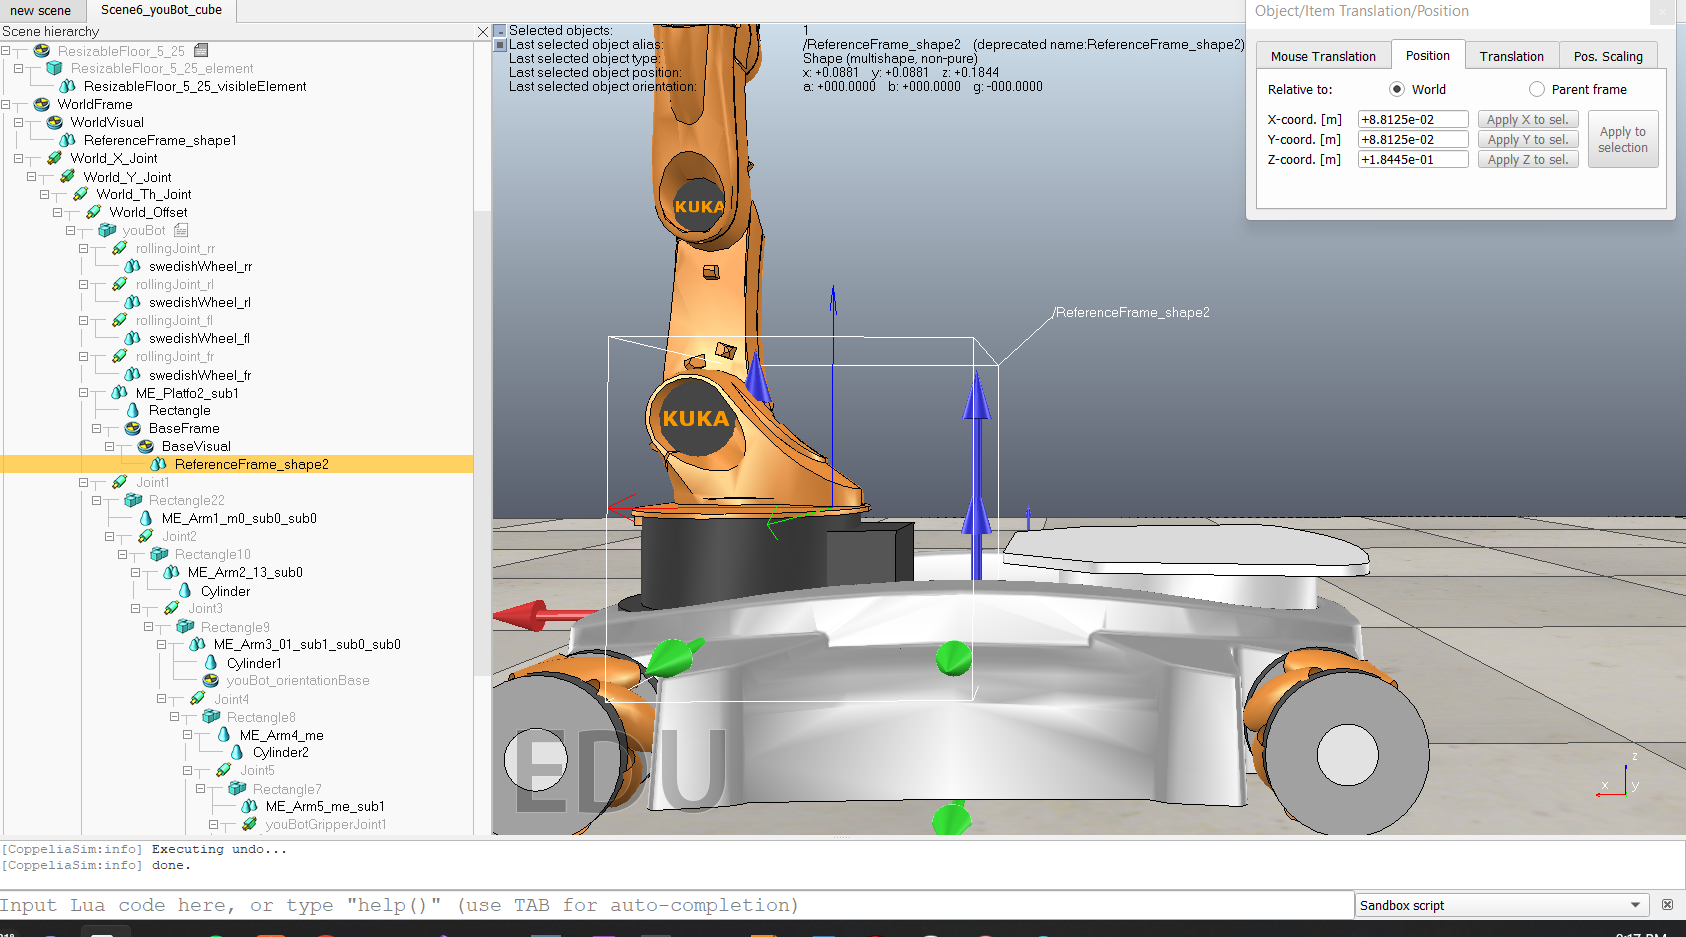 new scene
Scene6_youBot_cube
Scene hierarchy
ResizableFloor_5_25
ResizableFloor_5_25_element
ResizableFloor_5_25_visibleElement
WorldFrame
WorldVisual
ReferenceFrame_shape1
World_X_Joint
World_Y_Joint
World_Th_Joint
World_Offset
youBot
rollingJoint_rr
swedishWheel_rr
rollingJoint_rl
swedishWheel_rl
rollingJoint_fl
swedishWheel_fl
rollingJoint_fr
swedishWheel_fr
ME_Platfo2_sub1
Rectangle
BaseFrame
BaseVisual
ReferenceFrame_shape2
Joint1
Rectangle22
ME_Arm1_m0_sub0_sub0
Joint2
Rectangle10
ME_Arm2_13_sub0
Cylinder
Joint3
Rectangle9
ME_Arm3_01_sub1_sub0_sub0
Cylinder1
youBot_orientationBase
Joint4
Rectangle8
ME_Arm4_me
Cylinder2
Joint5
Rectangle7
ME_Arm5_me_sub1
youBotGripperJoint1
Selected objects: 1
Last selected object alias: /ReferenceFrame_shape2 (deprecated name:ReferenceFrame_shape2)
Last selected object type: Shape (multishape, non-pure)
Last selected object position: x: +0.0881 y: +0.0881 z: +0.1844
Last selected object orientation: a: +000.0000 b: +000.0000 g: -000.0000
KUKA
KUKA
/ReferenceFrame_shape2
EDU
z
x
y
Object/Item Translation/Position
Mouse Translation Position Translation Pos. Scaling
Relative to: World Parent frame
X-coord. [m] +8.8125e-02 Apply X to sel.
Y-coord. [m] +8.8125e-02 Apply Y to sel.
Z-coord. [m] +1.8445e-01 Apply Z to sel.
Apply to
selection
[CoppeliaSim:info] Executing undo...
[CoppeliaSim:info] done.
Input Lua code here, or type "help()" (use TAB for auto-completion)
Sandbox script